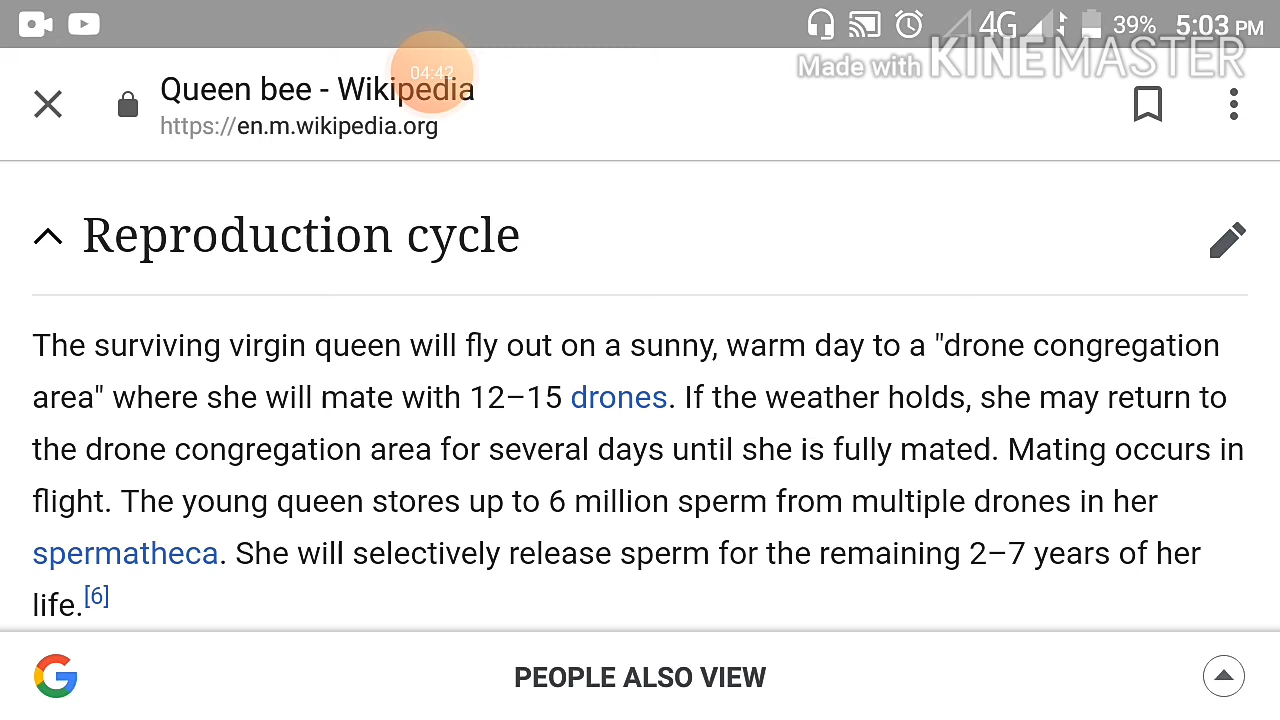 4G 39% 5:03 PM
Made with KINEMASTER
04:42
Queen bee - Wikipedia
https://en.m.wikipedia.org
Reproduction cycle
The surviving virgin queen will fly out on a sunny, warm day to a "drone congregation
area" where she will mate with 12–15 drones. If the weather holds, she may return to
the drone congregation area for several days until she is fully mated. Mating occurs in
flight. The young queen stores up to 6 million sperm from multiple drones in her
spermatheca. She will selectively release sperm for the remaining 2–7 years of her
life.[6]
G PEOPLE ALSO VIEW